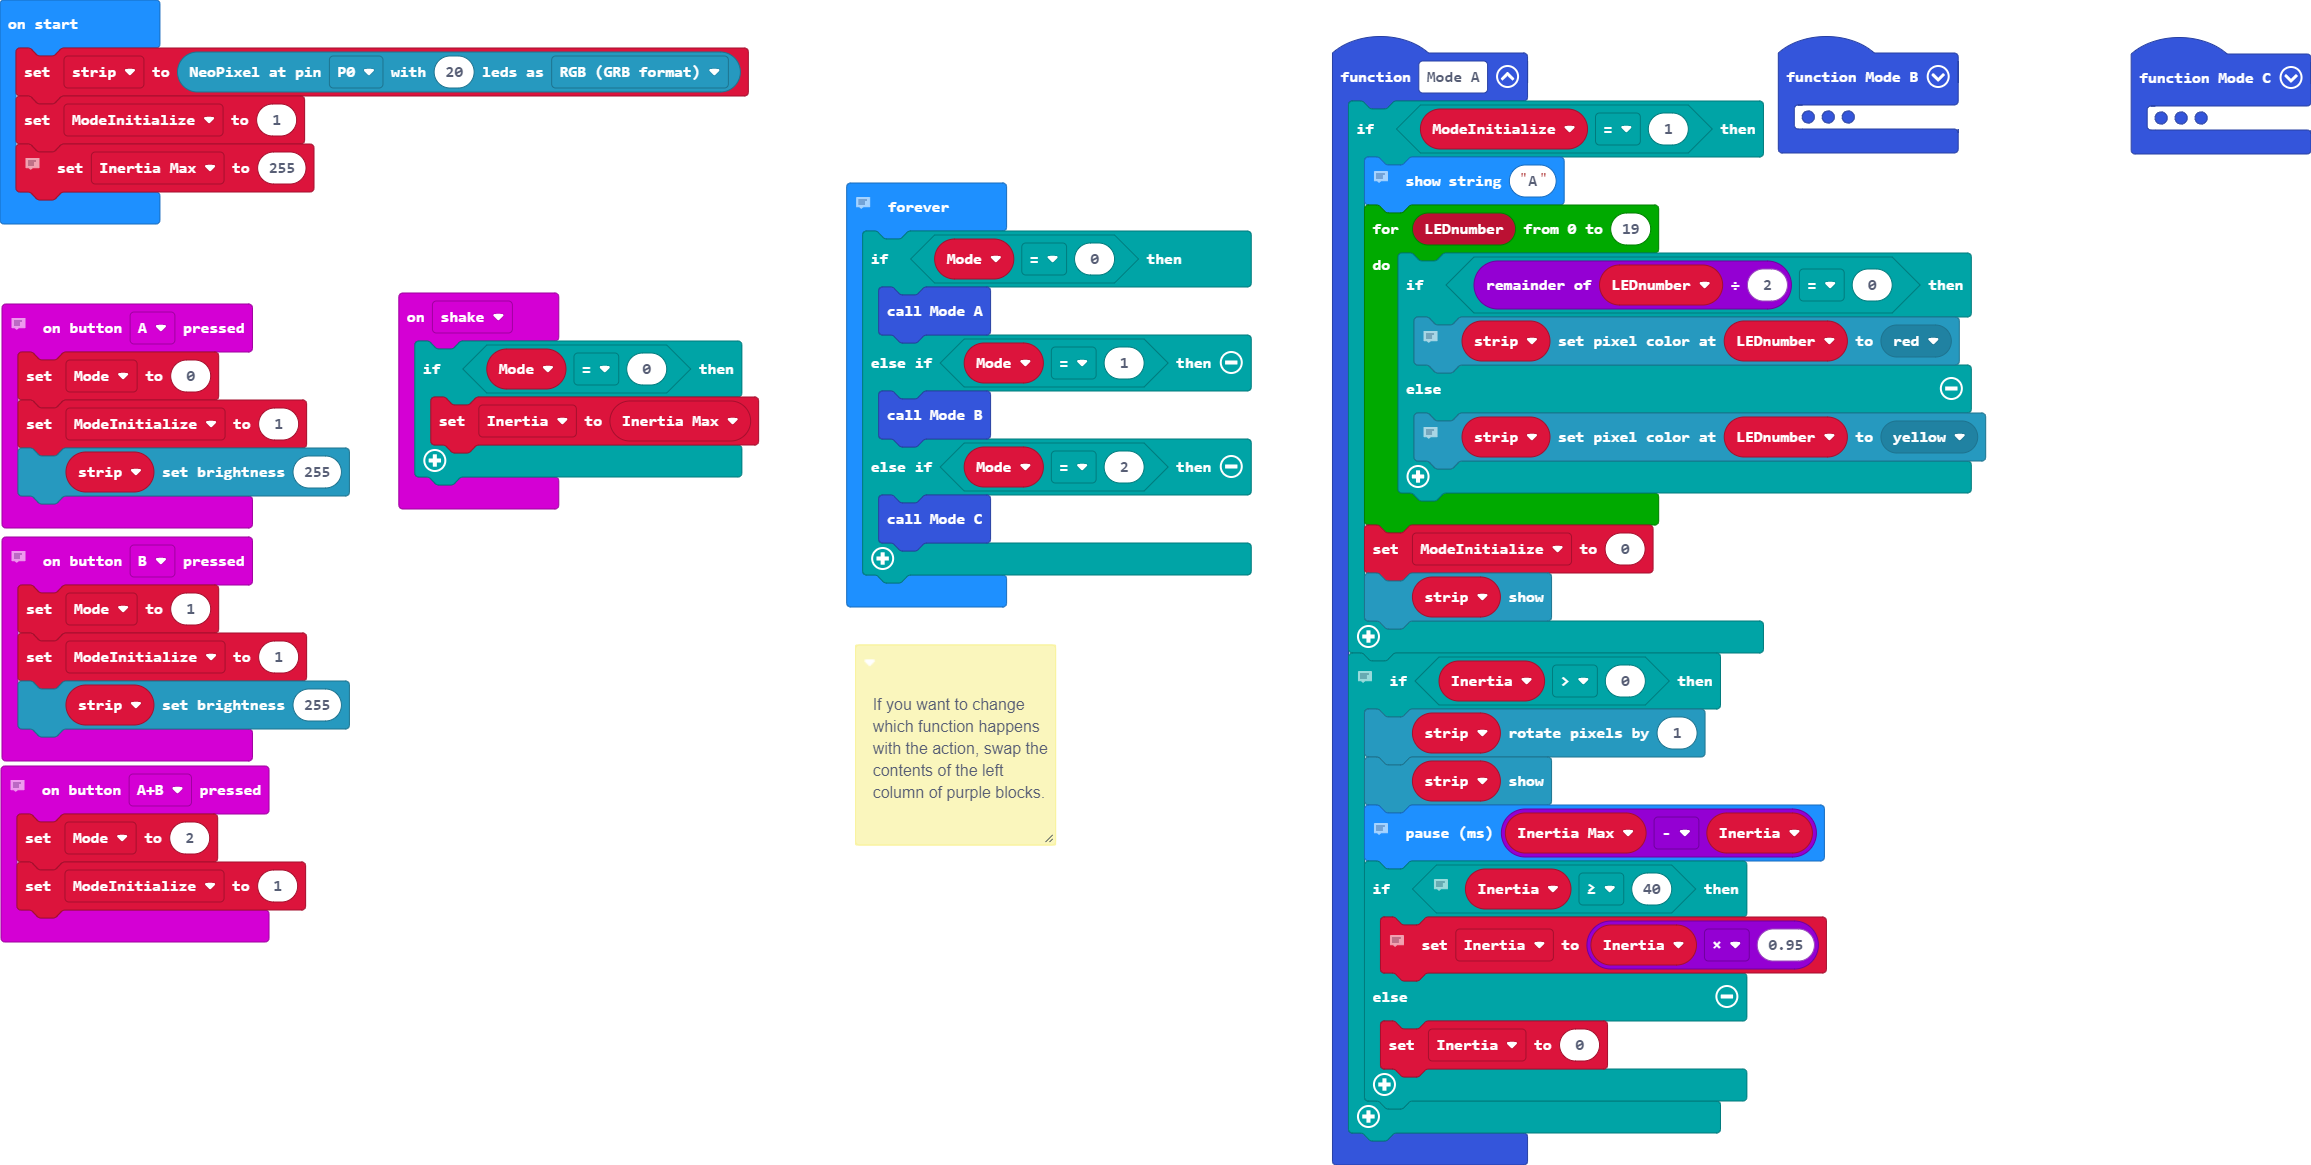 on start
set strip to NeoPixel at pin P0 with 20 leds as RGB (GRB format)
set ModeInitialize to 1
set Inertia Max to 255
on button A pressed
set Mode to 0
set ModeInitialize to 1
strip set brightness 255
on button B pressed
set Mode to 1
set ModeInitialize to 1
strip set brightness 255
on button A+B pressed
set Mode to 2
set ModeInitialize to 1
on shake
if Mode = 0 then
set Inertia to Inertia Max
forever
if Mode = 0 then
call Mode A
else if Mode = 1 then
call Mode B
else if Mode = 2 then
call Mode C
If you want to change
which function happens
with the action, swap the
contents of the left
column of purple blocks.
function Mode A
if ModeInitialize = 1 then
show string "A"
for LEDnumber from 0 to 19
do
if remainder of LEDnumber ÷ 2 = 0 then
strip set pixel color at LEDnumber to red
else
strip set pixel color at LEDnumber to yellow
set ModeInitialize to 0
strip show
if Inertia > 0 then
strip rotate pixels by 1
strip show
pause (ms) Inertia Max - Inertia
if Inertia ≥ 40 then
set Inertia to Inertia × 0.95
else
set Inertia to 0
function Mode B
function Mode C